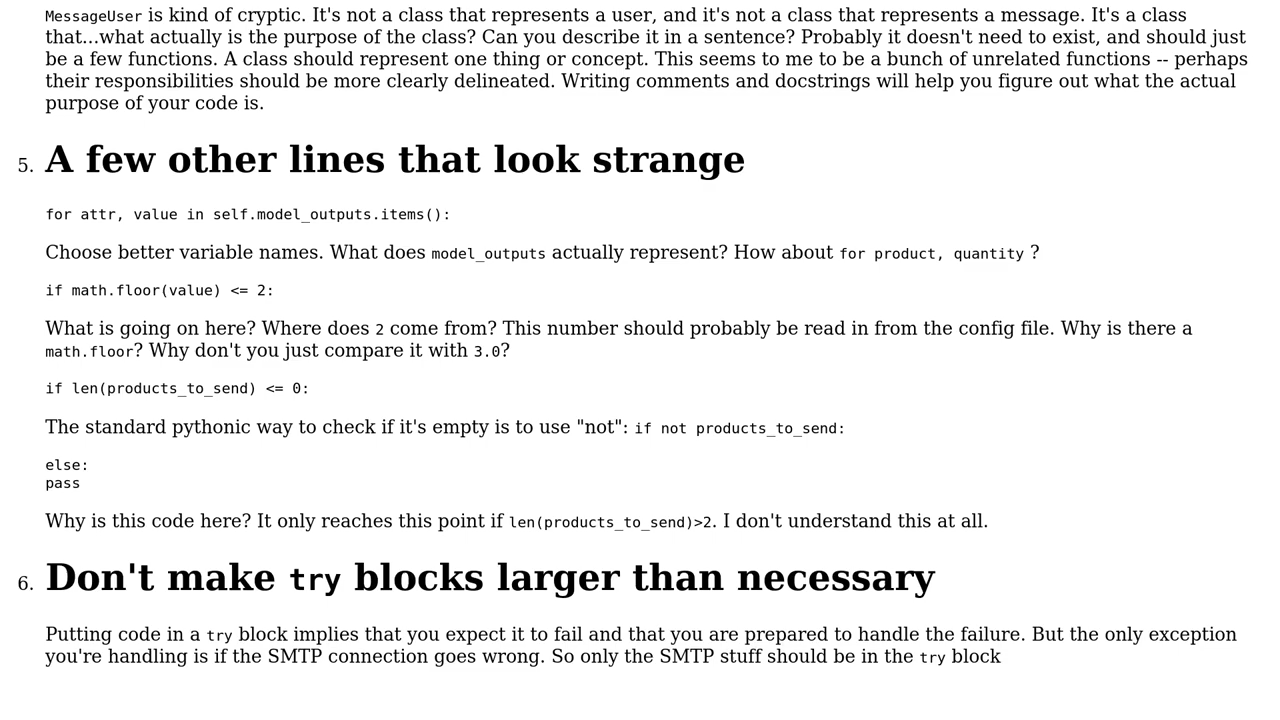 MessageUser is kind of cryptic. It's not a class that represents a user, and it's not a class that represents a message. It's a class
that...what actually is the purpose of the class? Can you describe it in a sentence? Probably it doesn't need to exist, and should just
be a few functions. A class should represent one thing or concept. This seems to me to be a bunch of unrelated functions -- perhaps
their responsibilities should be more clearly delineated. Writing comments and docstrings will help you figure out what the actual
purpose of your code is.
5. A few other lines that look strange
for attr, value in self.model_outputs.items():
Choose better variable names. What does model_outputs actually represent? How about for product, quantity ?
if math.floor(value) <= 2:
What is going on here? Where does 2 come from? This number should probably be read in from the config file. Why is there a
math.floor? Why don't you just compare it with 3.0?
if len(products_to_send) <= 0:
The standard pythonic way to check if it's empty is to use "not": if not products_to_send:
else:
pass
Why is this code here? It only reaches this point if len(products_to_send)>2. I don't understand this at all.
6. Don't make try blocks larger than necessary
Putting code in a try block implies that you expect it to fail and that you are prepared to handle the failure. But the only exception
you're handling is if the SMTP connection goes wrong. So only the SMTP stuff should be in the try block